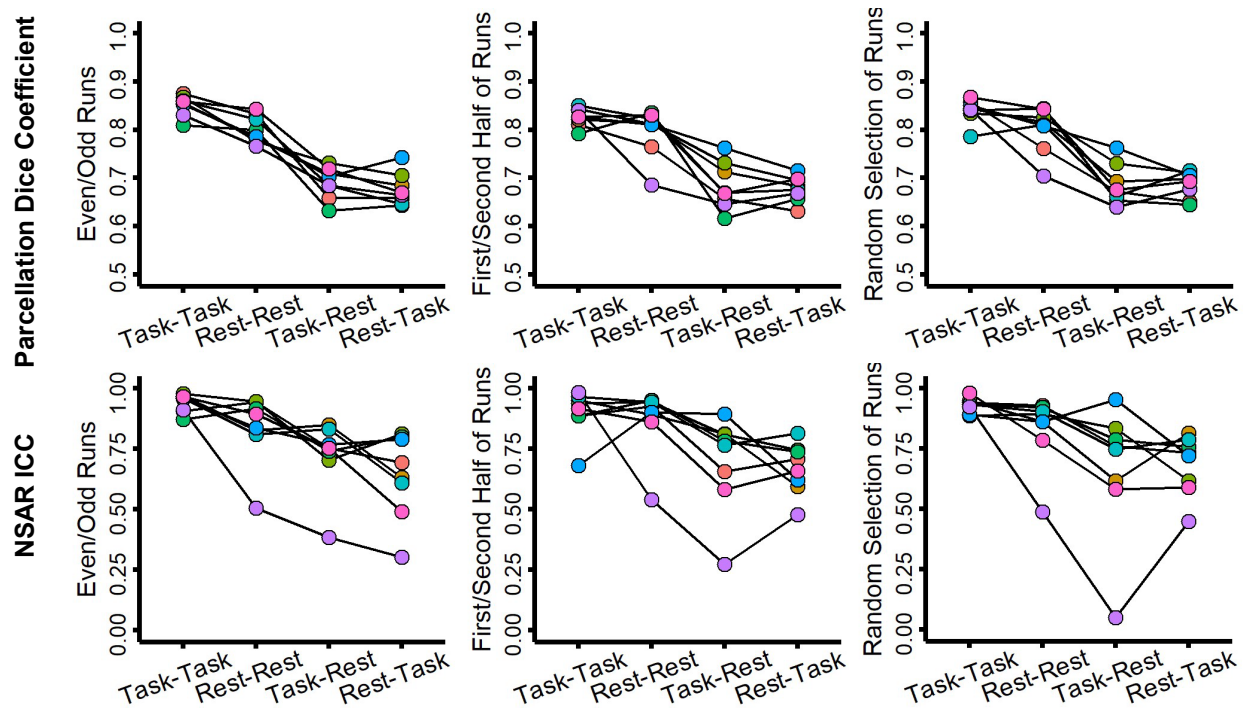 Parcellation Dice Coefficient
Even/Odd Runs
1.0
0.9
0.8
0.7
0.6
0.5
Task-Task
Rest-Rest
Task-Rest
Rest-Task
First/Second Half of Runs
1.0
0.9
0.8
0.7
0.6
0.5
Task-Task
Rest-Rest
Task-Rest
Rest-Task
Random Selection of Runs
1.0
0.9
0.8
0.7
0.6
0.5
Task-Task
Rest-Rest
Task-Rest
Rest-Task
NSAR ICC
Even/Odd Runs
1.00
0.75
0.50
0.25
0.00
Task-Task
Rest-Rest
Task-Rest
Rest-Task
First/Second Half of Runs
1.00
0.75
0.50
0.25
0.00
Task-Task
Rest-Rest
Task-Rest
Rest-Task
Random Selection of Runs
1.00
0.75
0.50
0.25
0.00
Task-Task
Rest-Rest
Task-Rest
Rest-Task